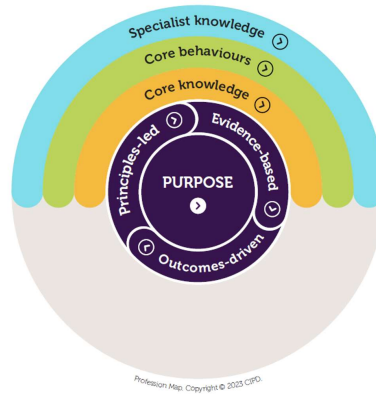 Specialist knowledge
Core behaviours
Core knowledge
Principles-led
Evidence-based
PURPOSE
Outcomes-driven
Profession Map. Copyright © 2023 CIPD.